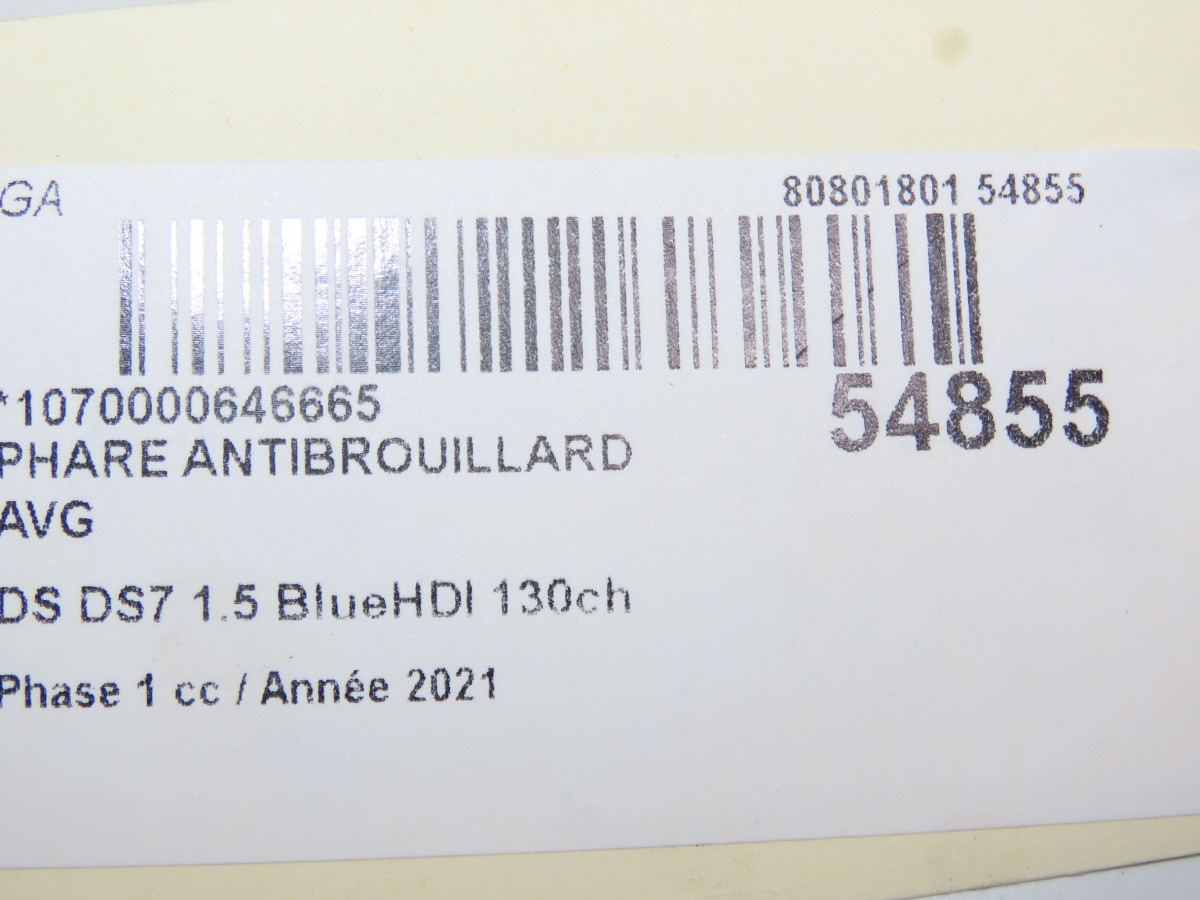 GA
80801801 54855
*1070000646665
54855
PHARE ANTIBROUILLARD
AVG
DS DS7 1.5 BlueHDI 130ch
Phase 1 cc / Année 2021